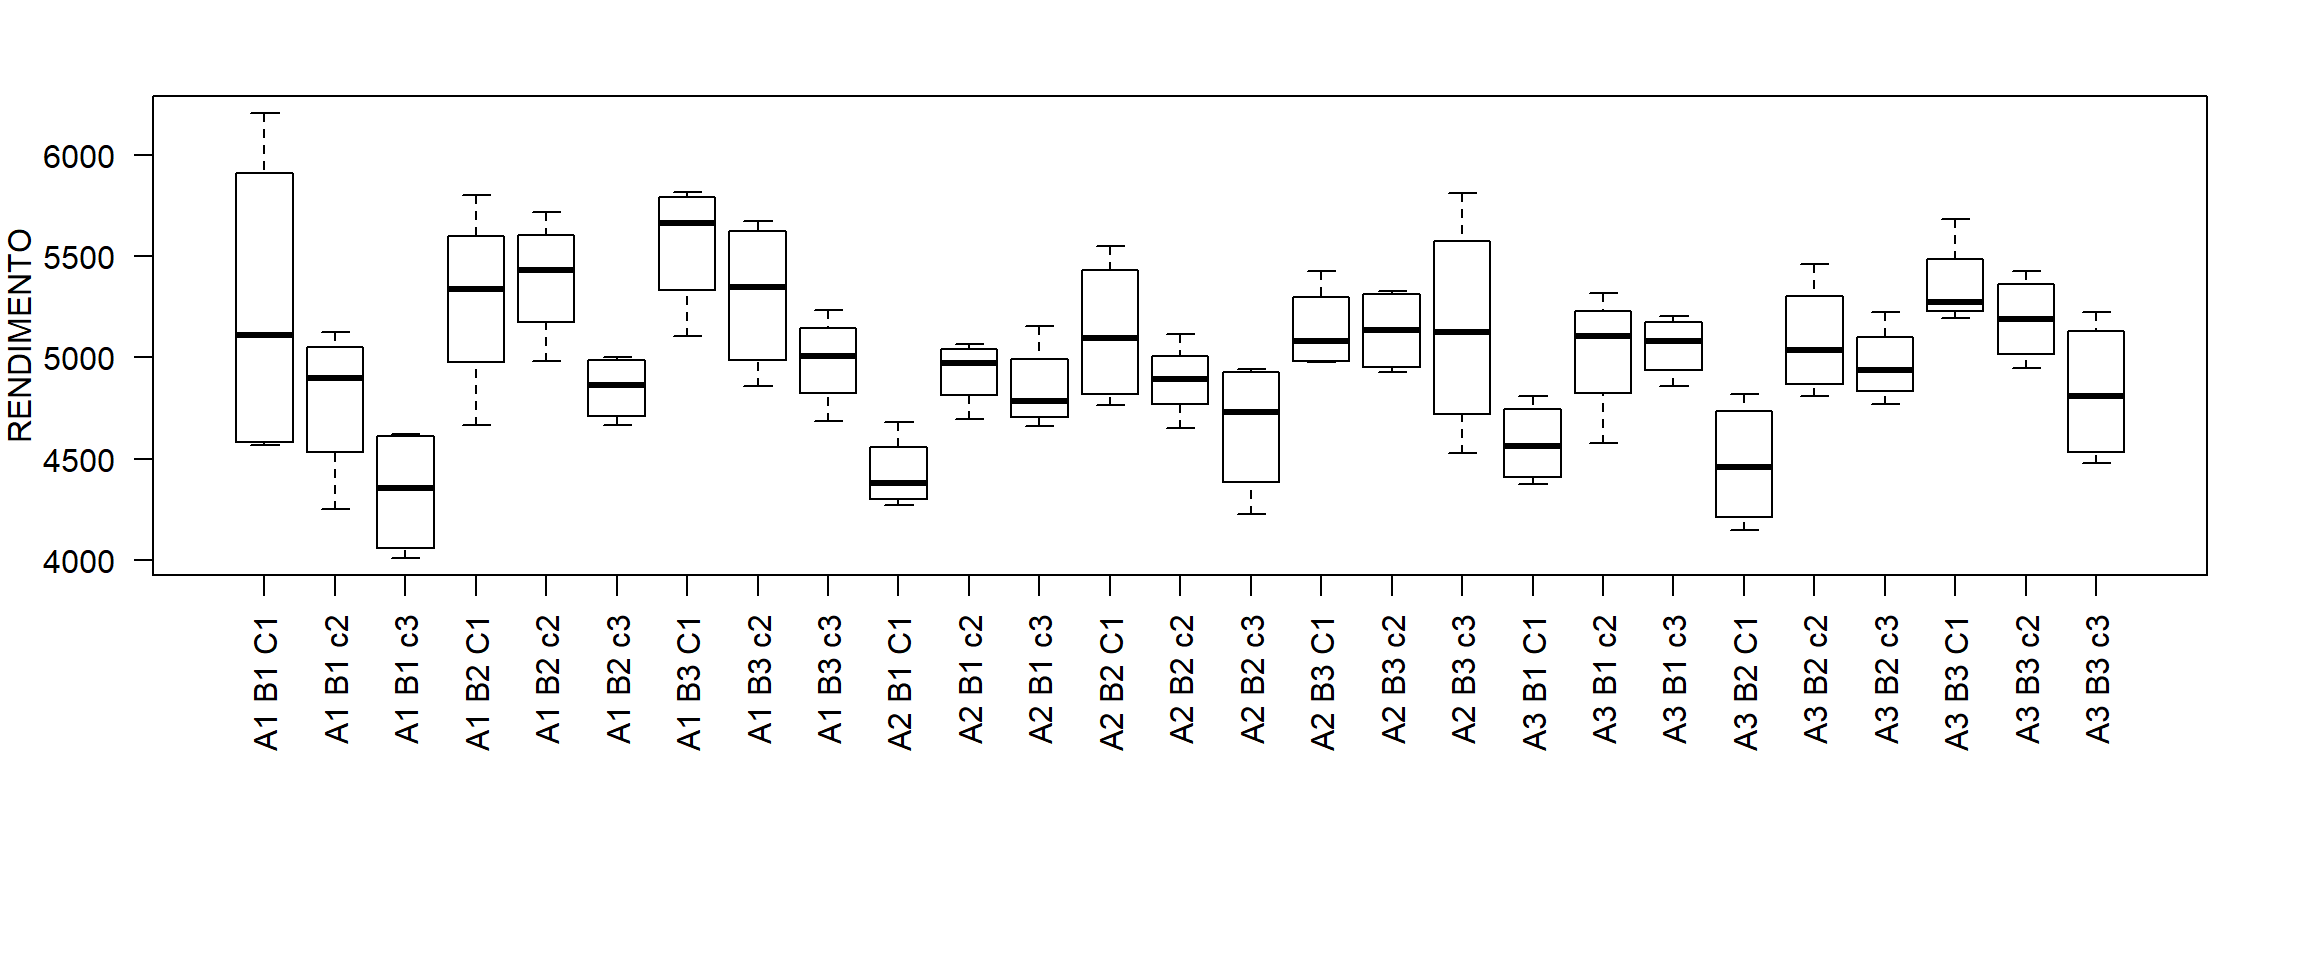 RENDIMENTO
6000
5500
5000
4500
4000
A1 B1 C1
A1 B1 c2
A1 B1 c3
A1 B2 C1
A1 B2 c2
A1 B2 c3
A1 B3 C1
A1 B3 c2
A1 B3 c3
A2 B1 C1
A2 B1 c2
A2 B1 c3
A2 B2 C1
A2 B2 c2
A2 B2 c3
A2 B3 C1
A2 B3 c2
A2 B3 c3
A3 B1 C1
A3 B1 c2
A3 B1 c3
A3 B2 C1
A3 B2 c2
A3 B2 c3
A3 B3 C1
A3 B3 c2
A3 B3 c3